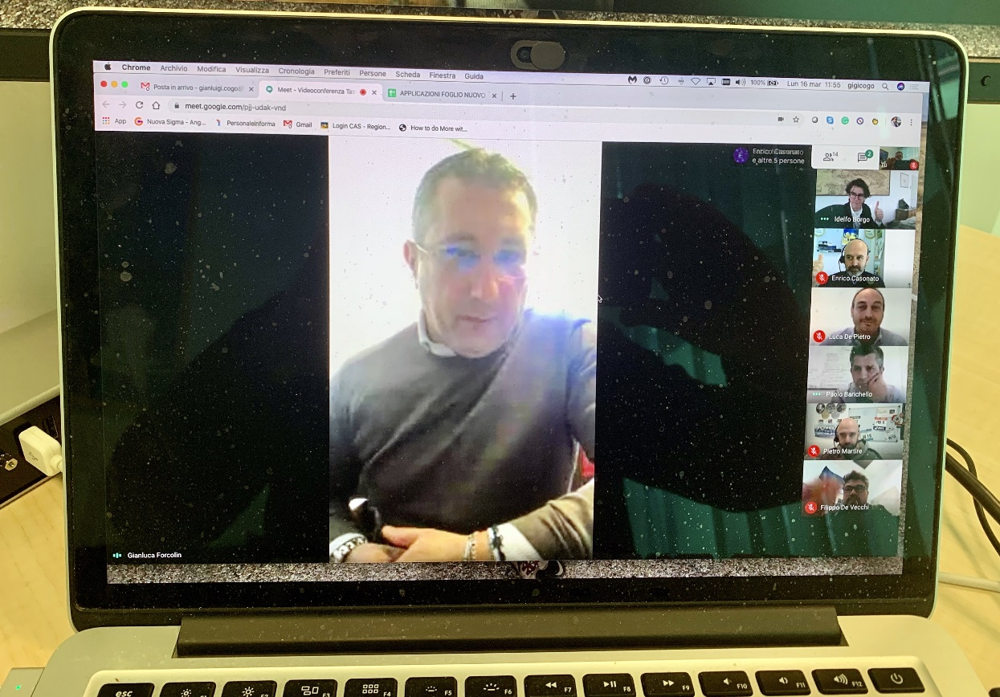 Chrome Archivio Modifica Visualizza Cronologia Preferiti Persone Scheda Finestra Guida 100% Lun 16 mar 11:55 gigicogo
Posta in arrivo - gianluigi.cogo@ Meet - Videoconferenza Tas APPLICAZIONI FOGLIO NUOVO
meet.google.com/pjj-udak-vnd
App Nuova Sigma - Ang... Personaleinforma Gmail Login CAS - Region... How to do More wit...
Enrico Casonato
e altre 5 persone
14 2
Idelfo Borgo
Enrico Casonato
Luca De Pietro
Paolo Barichello
Pietro Martire
Filippo De Vecchi
Gianluca Forcolin
esc F1 F2 F3 F4 F5 F6 F7 F8 F9 F10 F11 F12